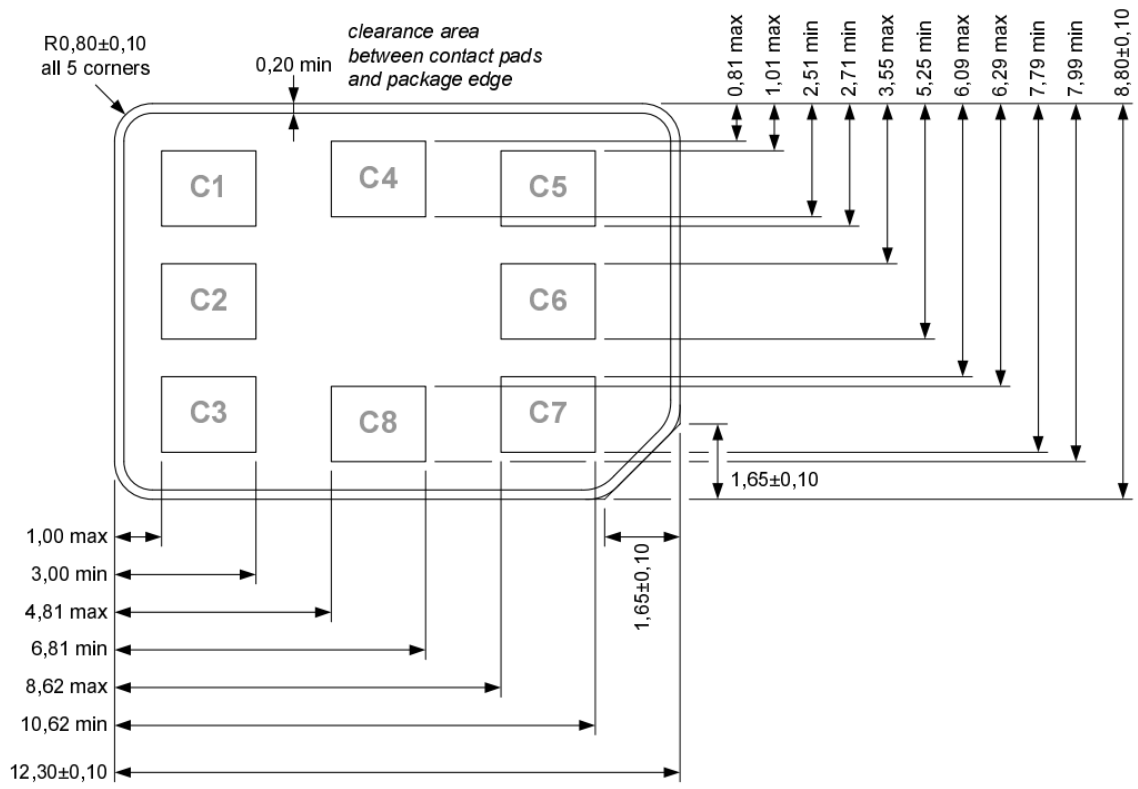 R0,80±0,10
all 5 corners
0,20 min
clearance area
between contact pads
and package edge
0,81 max
1,01 max
2,51 min
2,71 min
3,55 max
5,25 min
6,09 max
6,29 max
7,79 min
7,99 min
8,80±0,10
C1
C4
C5
C2
C6
C3
C8
C7
1,65±0,10
1,65±0,10
1,00 max
3,00 min
4,81 max
6,81 min
8,62 max
10,62 min
12,30±0,10